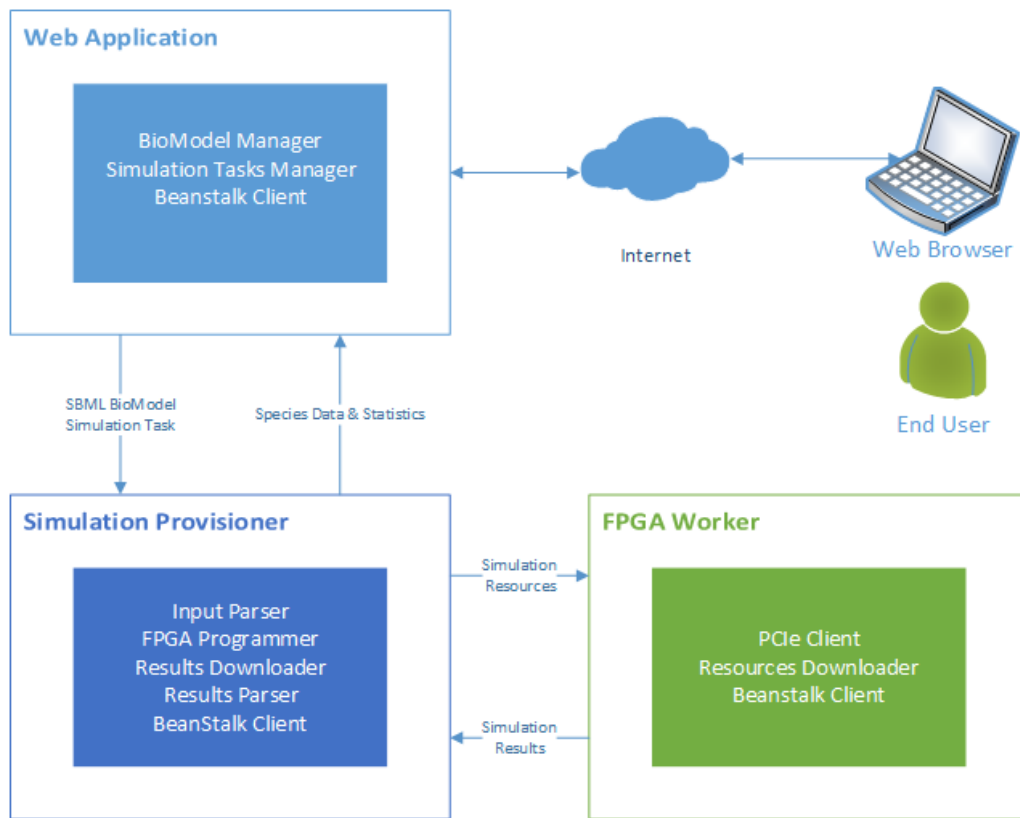 Web Application
BioModel Manager
Simulation Tasks Manager
Beanstalk Client
Internet
Web Browser
End User
SBML BioModel
Simulation Task
Species Data & Statistics
Simulation Provisioner
Input Parser
FPGA Programmer
Results Downloader
Results Parser
BeanStalk Client
Simulation
Resources
Simulation
Results
FPGA Worker
PCIe Client
Resources Downloader
Beanstalk Client